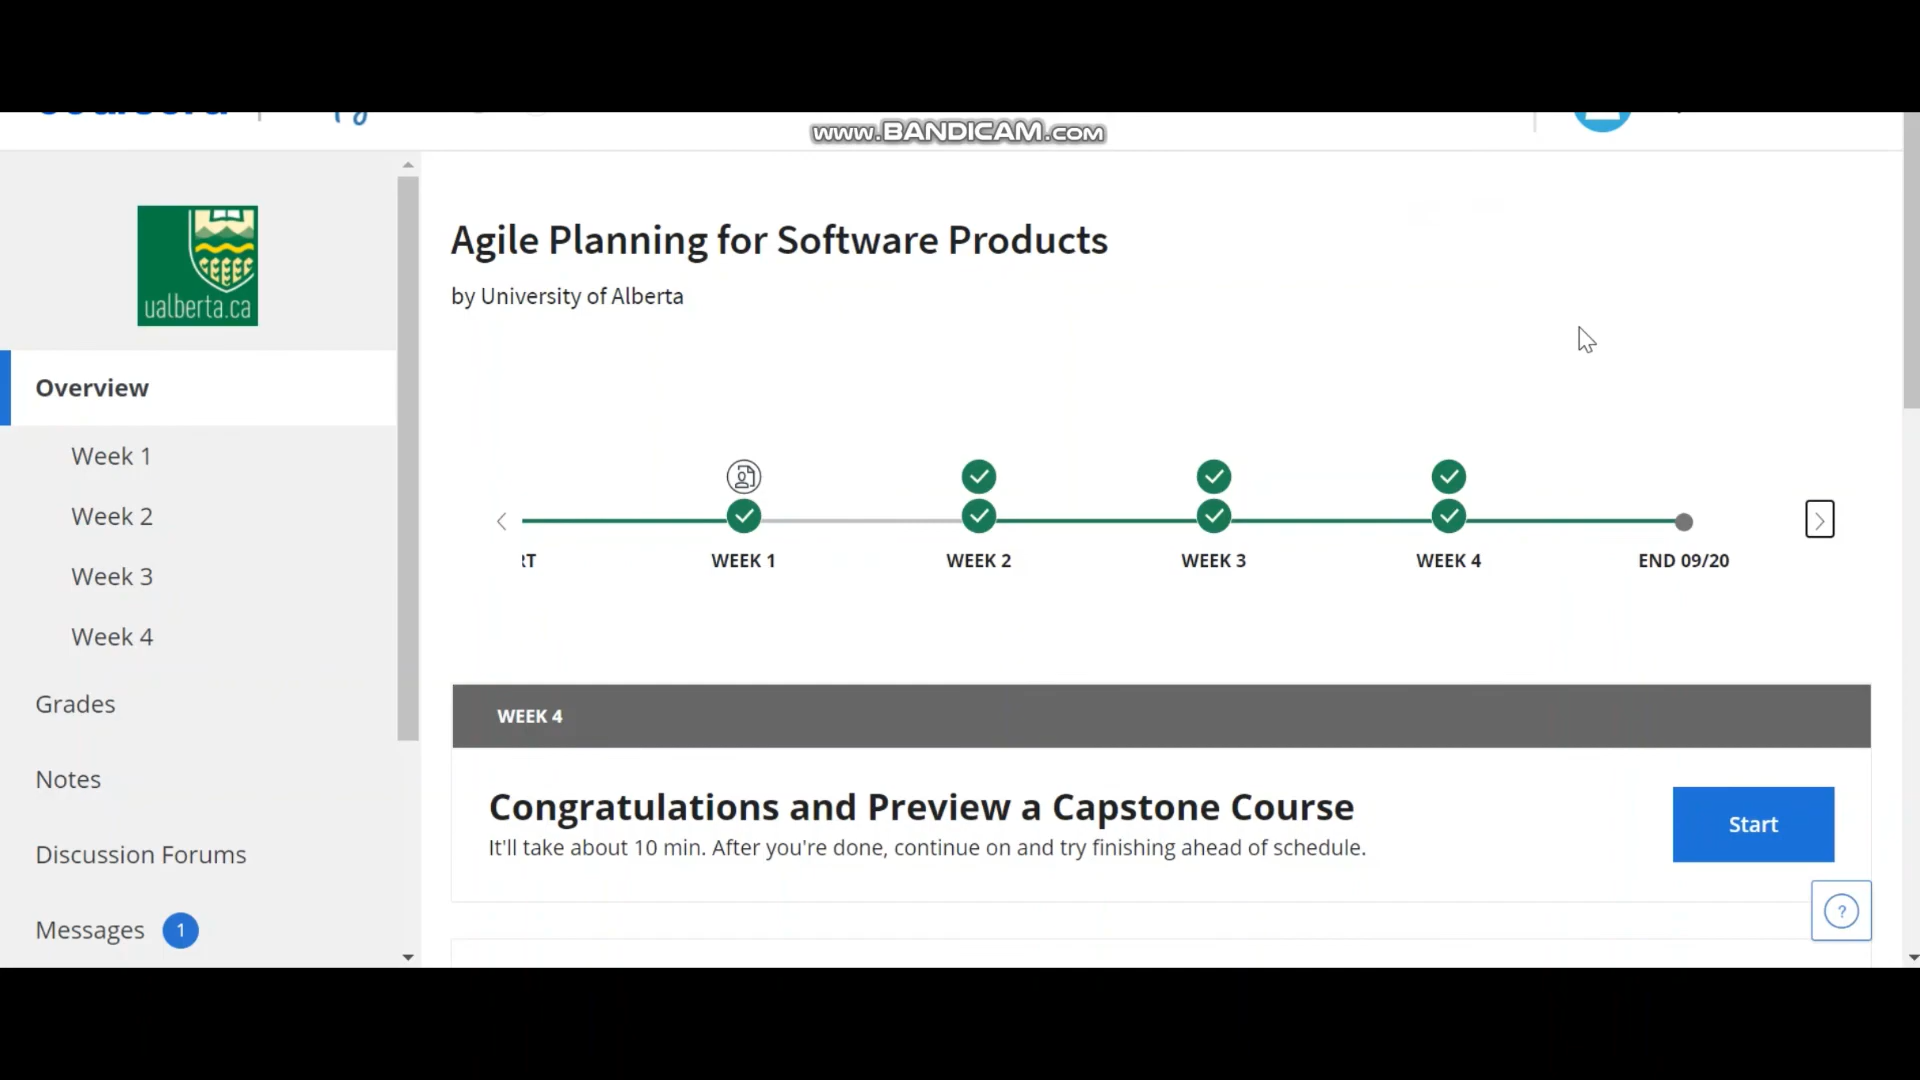 www.BANDICAM.com
ualberta.ca
Agile Planning for Software Products
by University of Alberta
Overview
Week 1
Week 2
Week 3
Week 4
Grades
Notes
Discussion Forums
Messages 1
WEEK 1
WEEK 2
WEEK 3
WEEK 4
END 09/20
WEEK 4
Congratulations and Preview a Capstone Course
It'll take about 10 min. After you're done, continue on and try finishing ahead of schedule.
Start
?